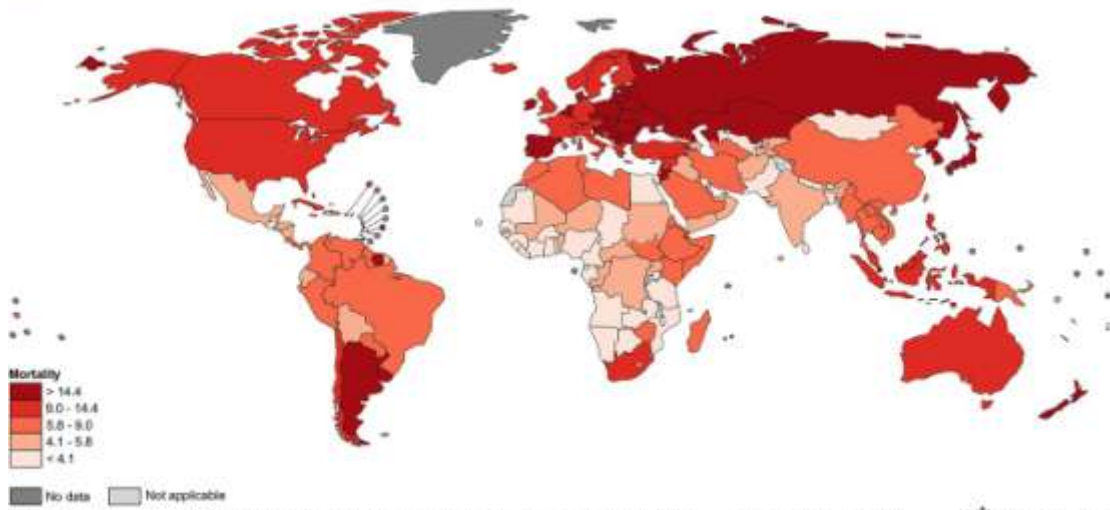 Mortality
> 14.4
9.0 - 14.4
5.8 - 9.0
4.1 - 5.8
< 4.1
No data
Not applicable